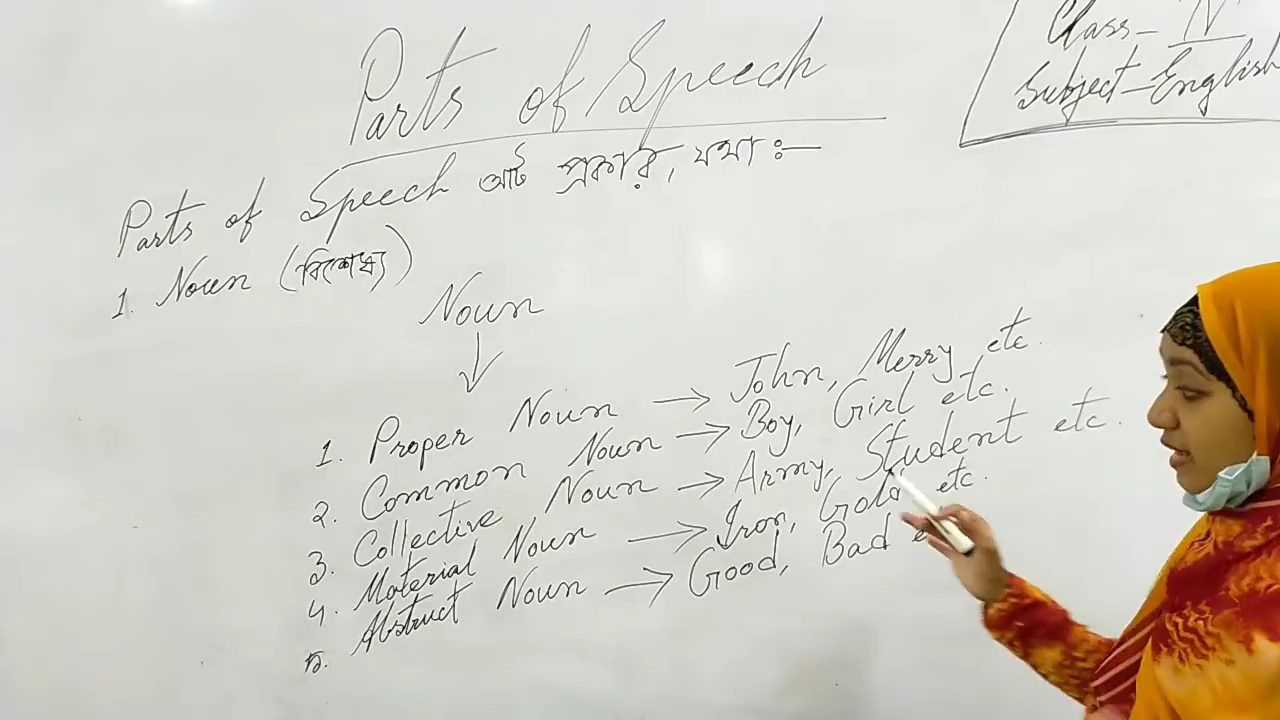 Parts of Speech
Class- IV
Subject-English
Parts of Speech আট প্রকার, যথাঃ—
1. Noun (বিশেষ্য)
Noun
1. Proper Noun → John, Merry etc.
2. Common Noun → Boy, Girl etc.
3. Collective Noun → Army, Student etc.
4. Material Noun → Iron, Gold etc.
5. Abstruct Noun → Good, Bad e